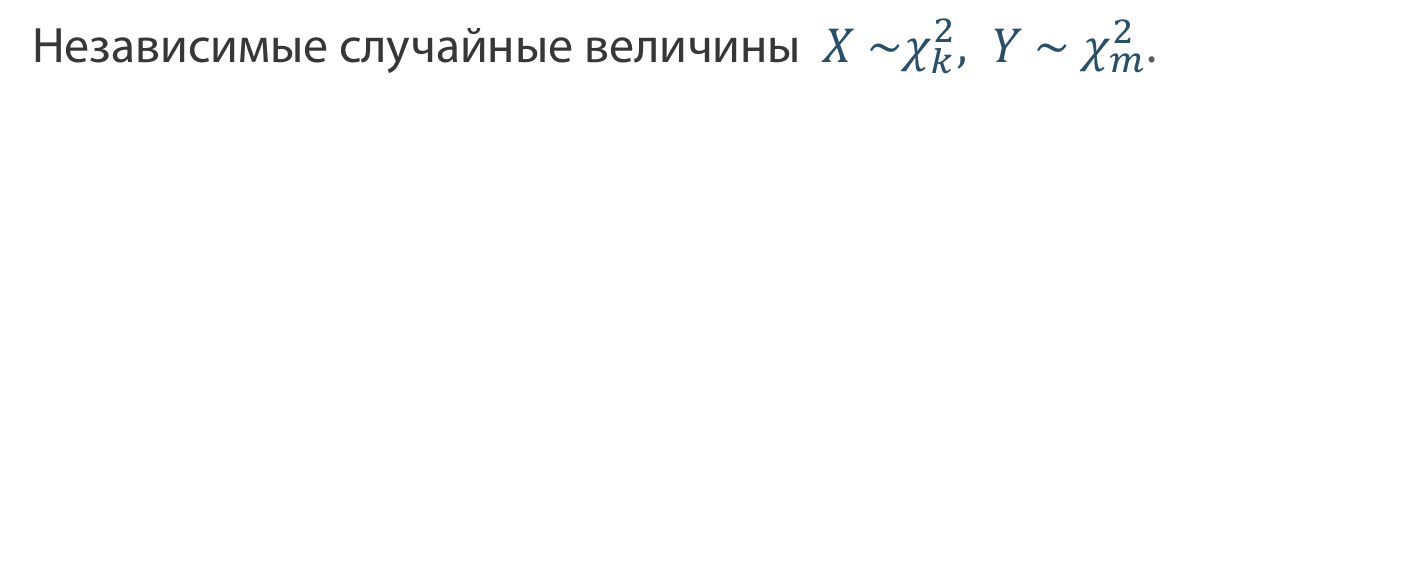 Независимые случайные величины X ~χ²ₖ, Y ~ χ²ₘ.